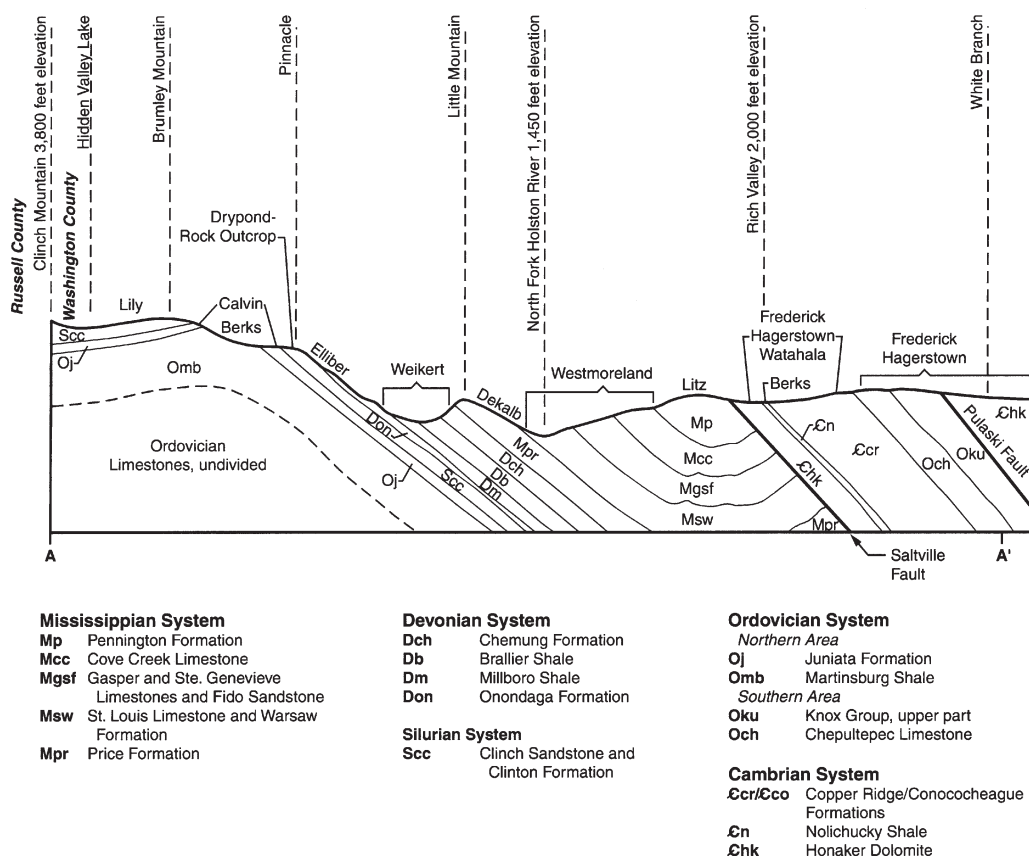 Russell County
Clinch Mountain 3,800 feet elevation
Washington County
Hidden Valley Lake
Brumley Mountain
Pinnacle
Little Mountain
North Fork Holston River 1,450 feet elevation
Rich Valley 2,000 feet elevation
White Branch
Drypond-
Rock Outcrop
Lily
Calvin
Berks
Elliber
Weikert
Dekalb
Westmoreland
Litz
Frederick
Hagerstown
Watahala
Berks
Frederick
Hagerstown
Scc
Oj
Omb
Ordovician
Limestones, undivided
Don
Oj
Scc
Dm
Db
Dch
Mpr
Mp
Mcc
Mgsf
Msw
Mpr
Ꞓhk
Ꞓn
Ꞓcr
Och
Oku
Pulaski Fault
Ꞓhk
A
A'
Saltville
Fault
Mississippian System
Mp Pennington Formation
Mcc Cove Creek Limestone
Mgsf Gasper and Ste. Genevieve
Limestones and Fido Sandstone
Msw St. Louis Limestone and Warsaw
Formation
Mpr Price Formation
Devonian System
Dch Chemung Formation
Db Brallier Shale
Dm Millboro Shale
Don Onondaga Formation
Silurian System
Scc Clinch Sandstone and
Clinton Formation
Ordovician System
Northern Area
Oj Juniata Formation
Omb Martinsburg Shale
Southern Area
Oku Knox Group, upper part
Och Chepultepec Limestone
Cambrian System
Ꞓcr/Ꞓco Copper Ridge/Conococheague
Formations
Ꞓn Nolichucky Shale
Ꞓhk Honaker Dolomite